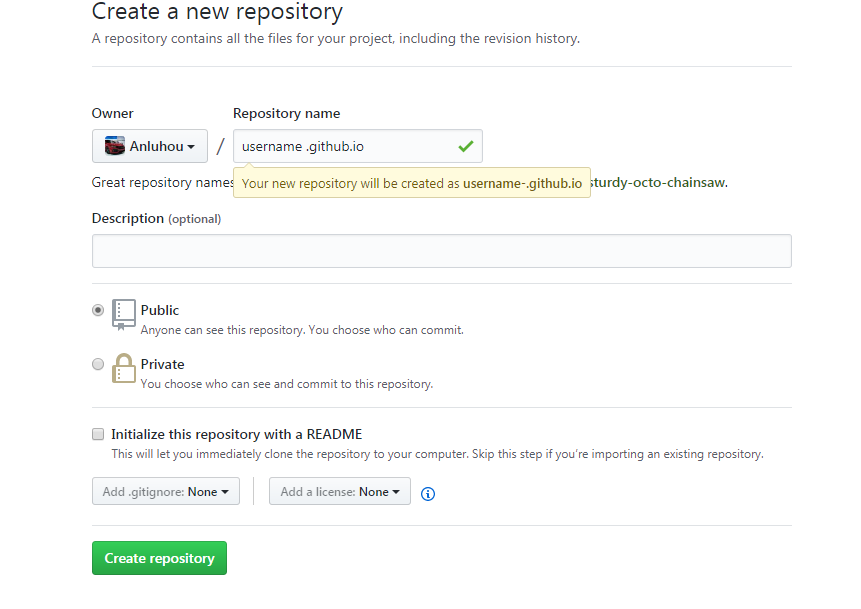 Create a new repository
A repository contains all the files for your project, including the revision history.
Owner
Repository name
Anluhou
/
username .github.io
Great repository names
Your new repository will be created as username-.github.io
sturdy-octo-chainsaw.
Description (optional)
Public
Anyone can see this repository. You choose who can commit.
Private
You choose who can see and commit to this repository.
Initialize this repository with a README
This will let you immediately clone the repository to your computer. Skip this step if you’re importing an existing repository.
Add .gitignore: None
Add a license: None
Create repository